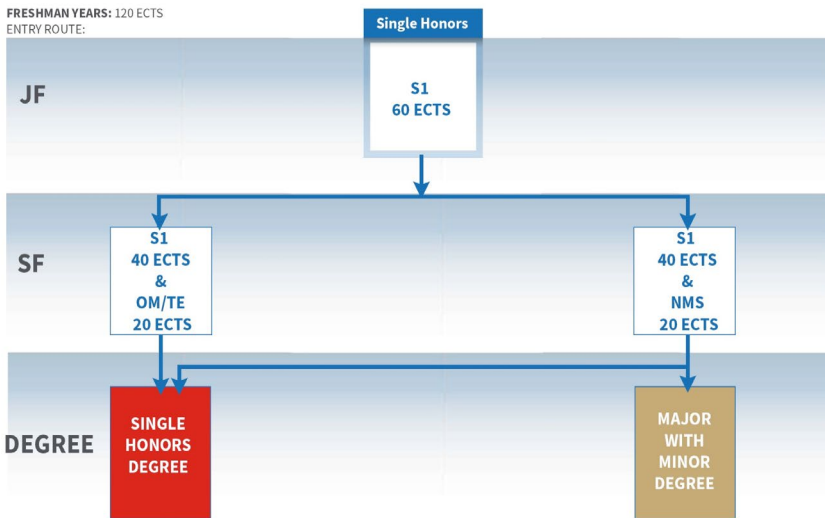 FRESHMAN YEARS: 120 ECTS
ENTRY ROUTE:
Single Honors
JF
S1
60 ECTS
SF
S1
40 ECTS
&
OM/TE
20 ECTS
S1
40 ECTS
&
NMS
20 ECTS
DEGREE
SINGLE
HONORS
DEGREE
MAJOR
WITH
MINOR
DEGREE